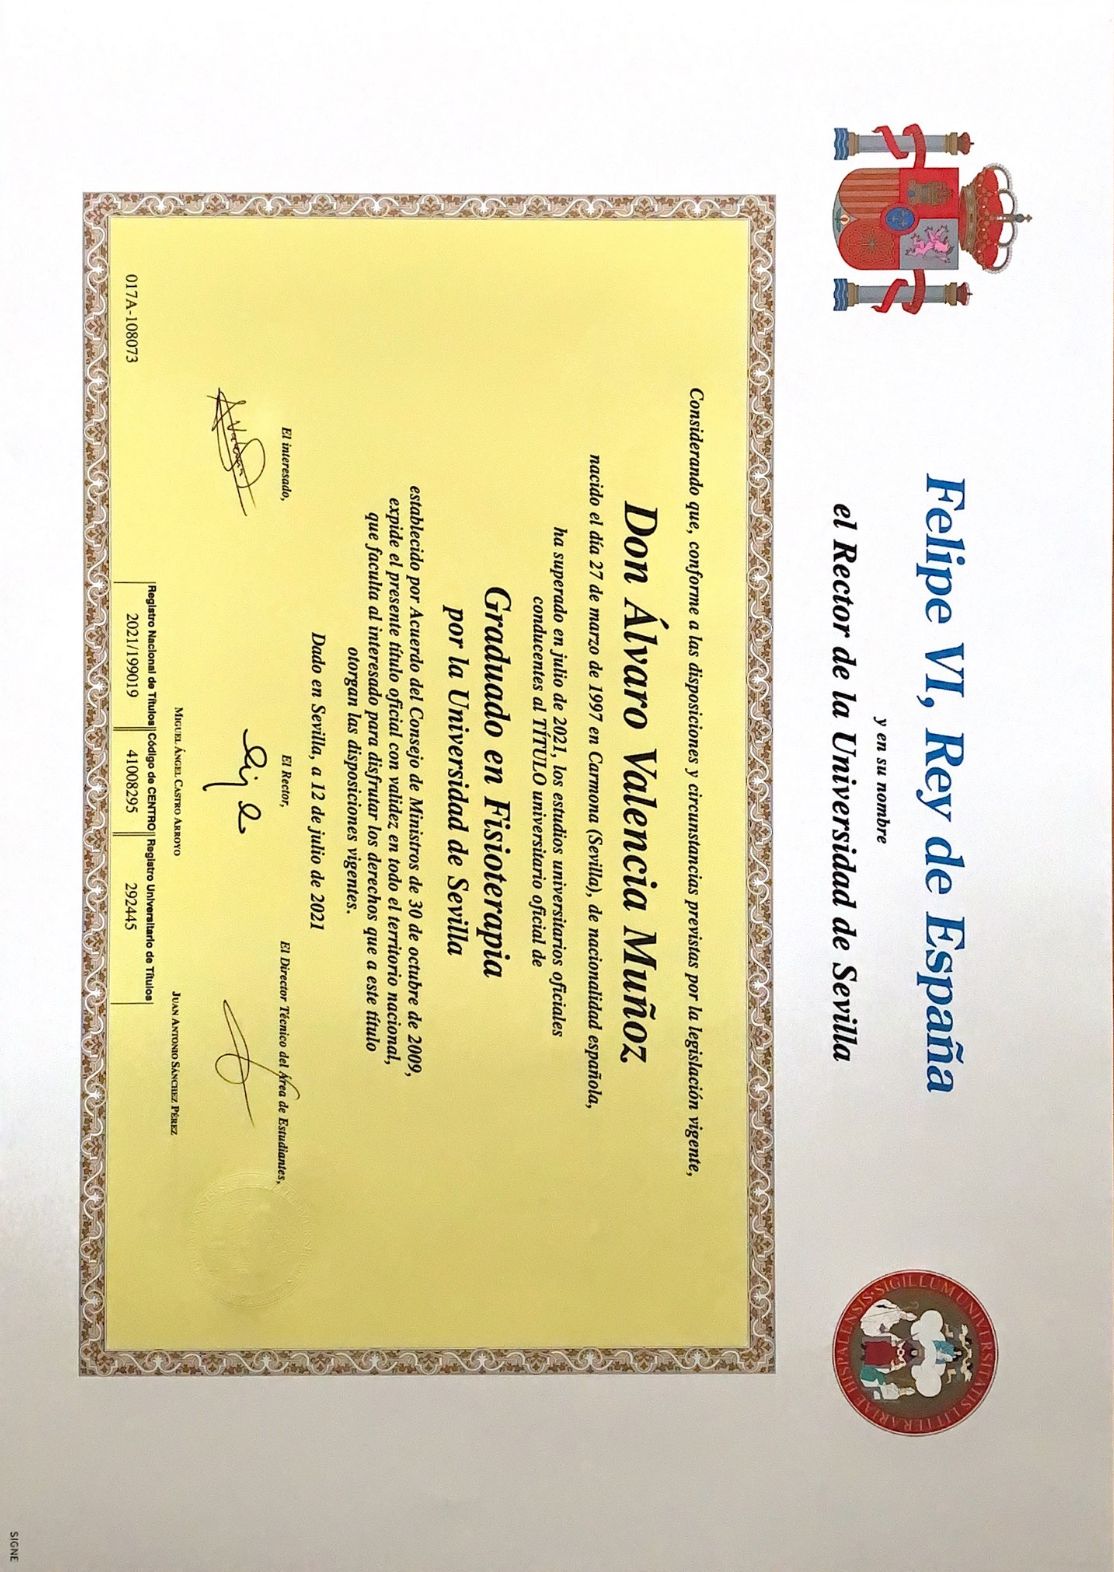 Felipe VI, Rey de España
y en su nombre
el Rector de la Universidad de Sevilla
Considerando que, conforme a las disposiciones y circunstancias previstas por la legislación vigente,
Don Álvaro Valencia Muñoz
nacido el día 27 de marzo de 1997 en Carmona (Sevilla), de nacionalidad española,
ha superado en julio de 2021, los estudios universitarios oficiales
conducentes al TÍTULO universitario oficial de
Graduado en Fisioterapia
por la Universidad de Sevilla
establecido por Acuerdo del Consejo de Ministros de 30 de octubre de 2009,
expide el presente título oficial con validez en todo el territorio nacional,
que faculta al interesado para disfrutar los derechos que a este título
otorgan las disposiciones vigentes.
Dado en Sevilla, a 12 de julio de 2021
El interesado,
El Rector,
El Director Técnico del Área de Estudiantes,
MIGUEL ÁNGEL CASTRO ARROYO
JUAN ANTONIO SÁNCHEZ PÉREZ
Registro Nacional de Títulos Código de CENTRO Registro Universitario de Títulos
017A-108073
2021/199019 41008295 292445
SIGILLUM UNIVERSITATIS LITTERARIAE HISPALENSIS
SIGNE